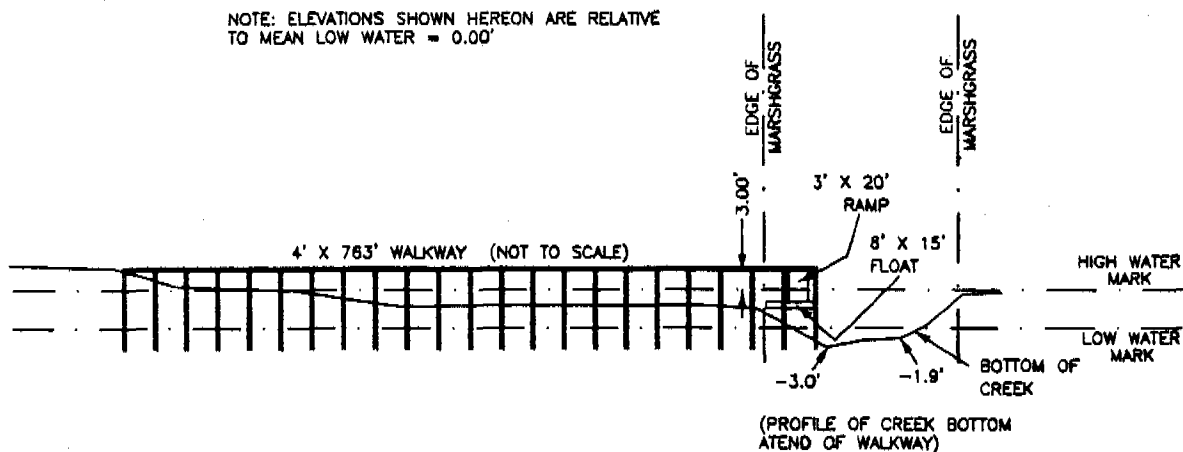 NOTE: ELEVATIONS SHOWN HEREON ARE RELATIVE
TO MEAN LOW WATER = 0.00'
EDGE OF
MARSHGRASS
EDGE OF
MARSHGRASS
3.00'
3' X 20'
RAMP
4' X 763' WALKWAY (NOT TO SCALE)
8' X 15'
FLOAT
HIGH WATER
MARK
LOW WATER
MARK
-3.0'
-1.9'
BOTTOM OF
CREEK
(PROFILE OF CREEK BOTTOM
ATEND OF WALKWAY)